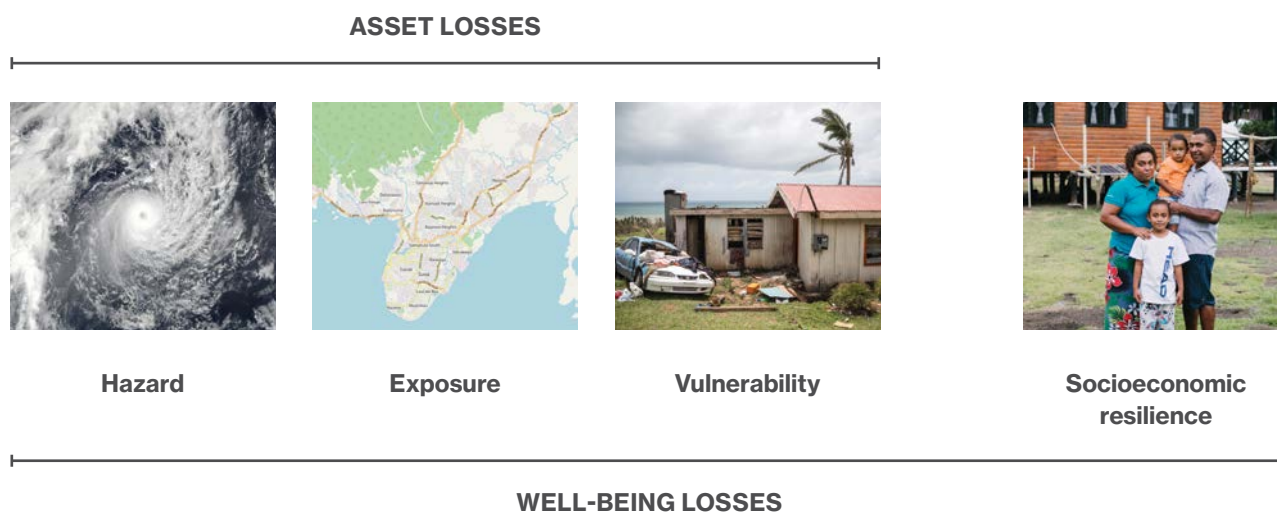 ASSET LOSSES
Hazard
Exposure
Vulnerability
Socioeconomic
resilience
WELL-BEING LOSSES